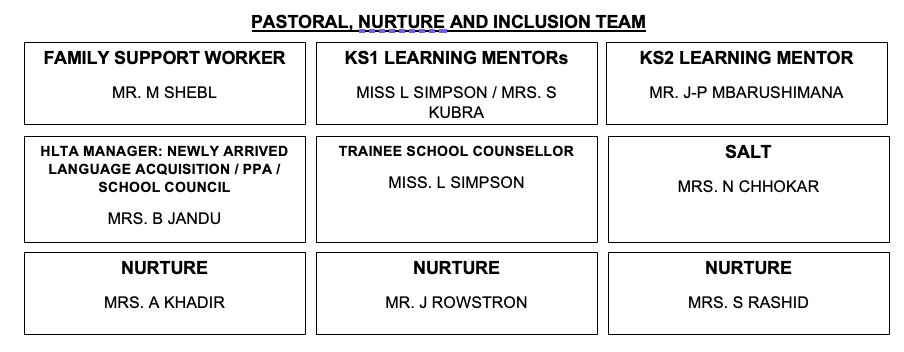 PASTORAL, NURTURE AND INCLUSION TEAM
FAMILY SUPPORT WORKER
MR. M SHEBL
KS1 LEARNING MENTORs
MISS L SIMPSON / MRS. S
KUBRA
KS2 LEARNING MENTOR
MR. J-P MBARUSHIMANA
HLTA MANAGER: NEWLY ARRIVED
LANGUAGE ACQUISITION / PPA /
SCHOOL COUNCIL
MRS. B JANDU
TRAINEE SCHOOL COUNSELLOR
MISS. L SIMPSON
SALT
MRS. N CHHOKAR
NURTURE
MRS. A KHADIR
NURTURE
MR. J ROWSTRON
NURTURE
MRS. S RASHID